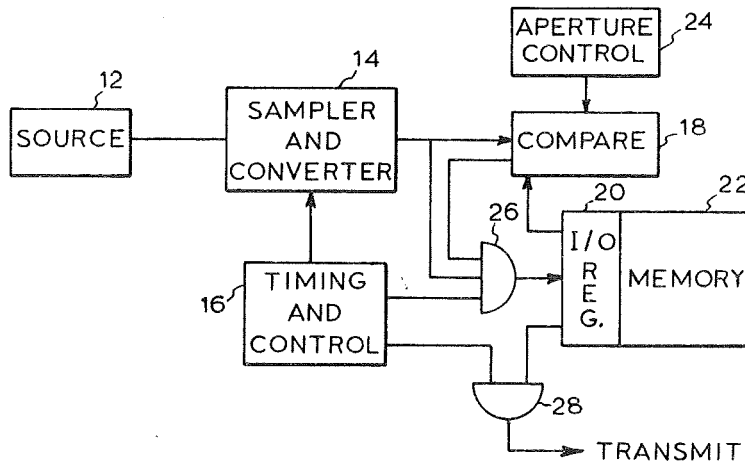 APERTURE
CONTROL
24
12
14
SOURCE
SAMPLER
AND
CONVERTER
COMPARE
18
20
22
26
I/O
REG.
MEMORY
16
TIMING
AND
CONTROL
28
TRANSMIT